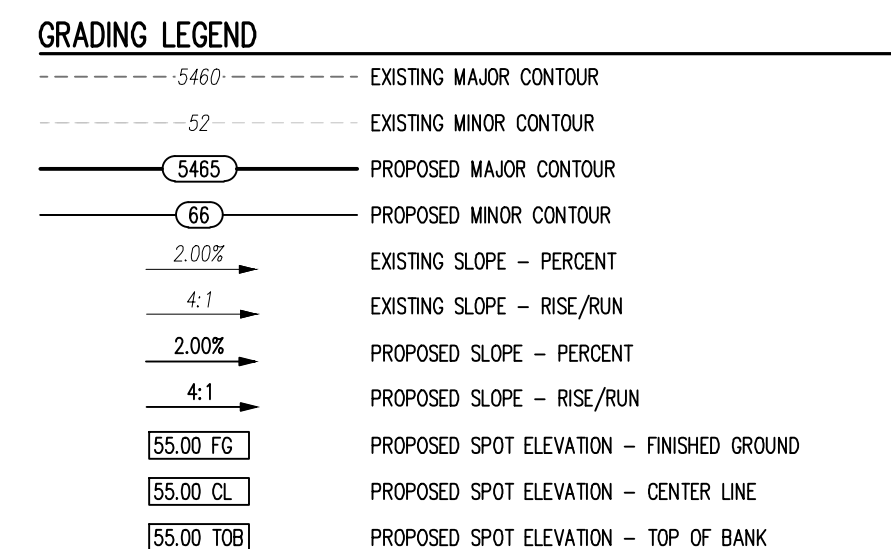 GRADING LEGEND
5460 EXISTING MAJOR CONTOUR
52 EXISTING MINOR CONTOUR
5465 PROPOSED MAJOR CONTOUR
66 PROPOSED MINOR CONTOUR
2.00% EXISTING SLOPE – PERCENT
4:1 EXISTING SLOPE – RISE/RUN
2.00% PROPOSED SLOPE – PERCENT
4:1 PROPOSED SLOPE – RISE/RUN
55.00 FG PROPOSED SPOT ELEVATION – FINISHED GROUND
55.00 CL PROPOSED SPOT ELEVATION – CENTER LINE
55.00 TOB PROPOSED SPOT ELEVATION – TOP OF BANK